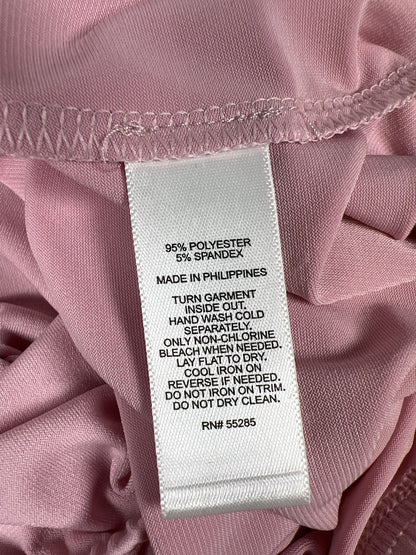 95% POLYESTER
5% SPANDEX
MADE IN PHILIPPINES
TURN GARMENT
INSIDE OUT.
HAND WASH COLD
SEPARATELY.
ONLY NON-CHLORINE
BLEACH WHEN NEEDED.
LAY FLAT TO DRY.
COOL IRON ON
REVERSE IF NEEDED.
DO NOT IRON ON TRIM.
DO NOT DRY CLEAN.
RN# 55285